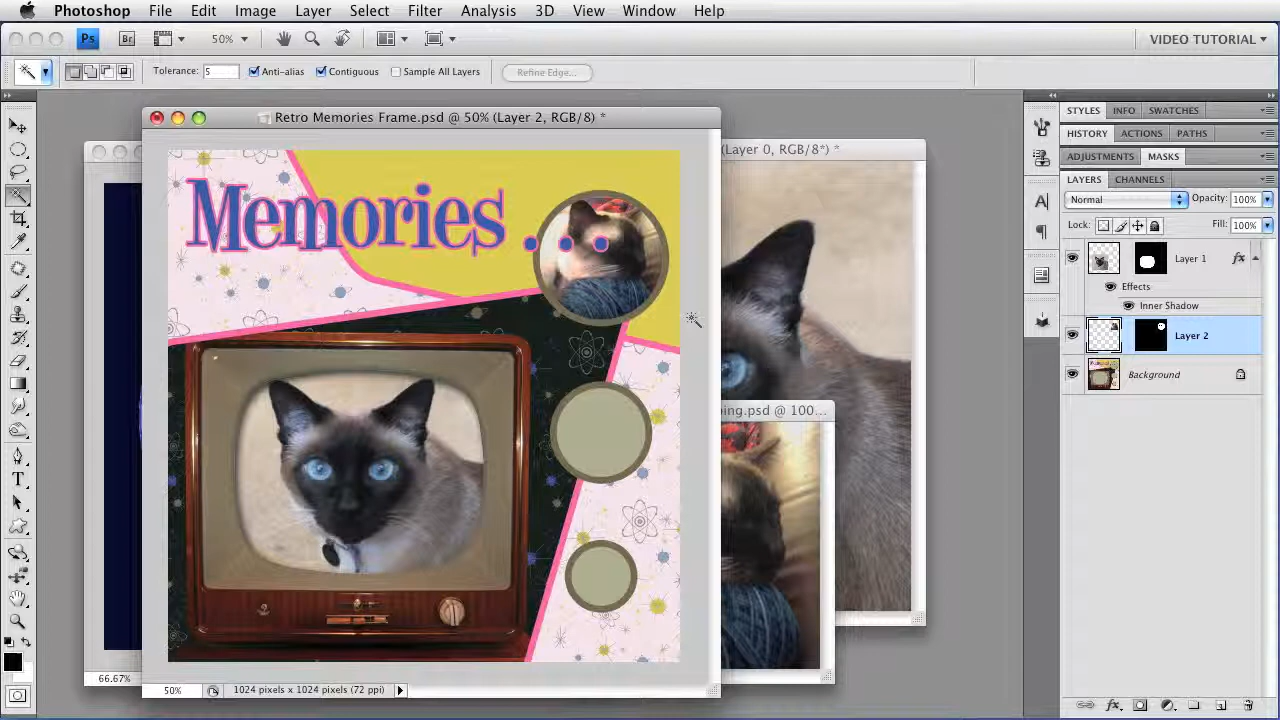 Photoshop File Edit Image Layer Select Filter Analysis 3D View Window Help
Ps Br 50% VIDEO TUTORIAL
Tolerance: 5 Anti-alias Contiguous Sample All Layers Refine Edge...
STYLES INFO SWATCHES
Retro Memories Frame.psd @ 50% (Layer 2, RGB/8) *
HISTORY ACTIONS PATHS
(Layer 0, RGB/8*) *
ADJUSTMENTS MASKS
LAYERS CHANNELS
Normal Opacity: 100%
Memories...
Lock: Fill: 100%
Layer 1 fx
Effects
Inner Shadow
Layer 2
Background
ping.psd @ 100...
66.67%
50% 1024 pixels x 1024 pixels (72 ppi)